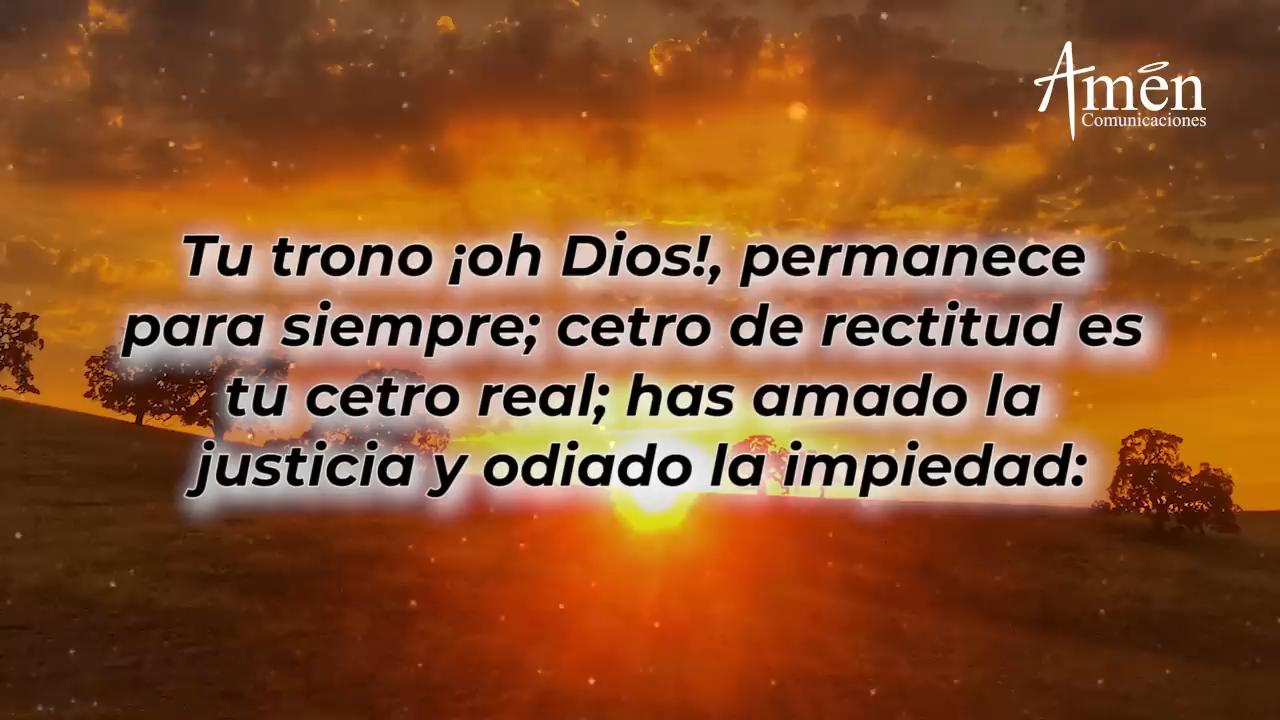 Amén
Comunicaciones
Tu trono ¡oh Dios!, permanece
para siempre; cetro de rectitud es
tu cetro real; has amado la
justicia y odiado la impiedad: